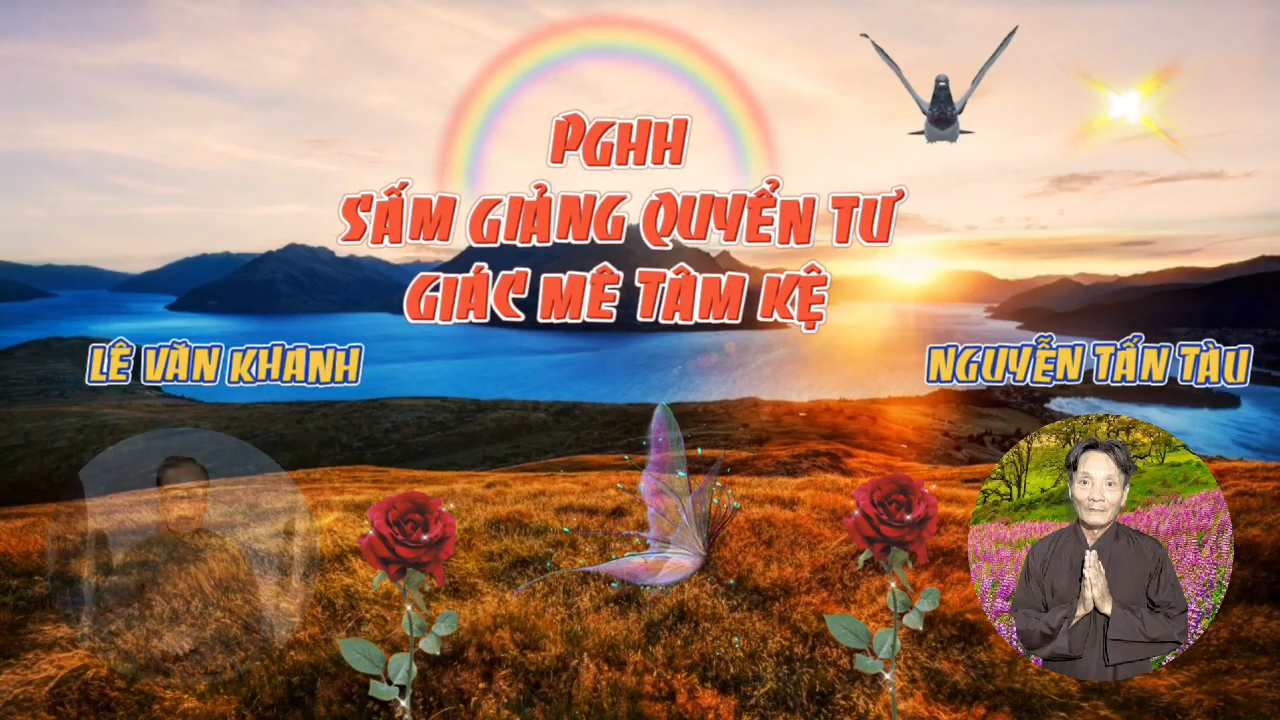 PGHH
SẤM GIẢNG QUYỂN TƯ
GIÁC MÊ TÂM KỆ
LÊ VĂN KHANH
NGUYỄN TẤN TÀU